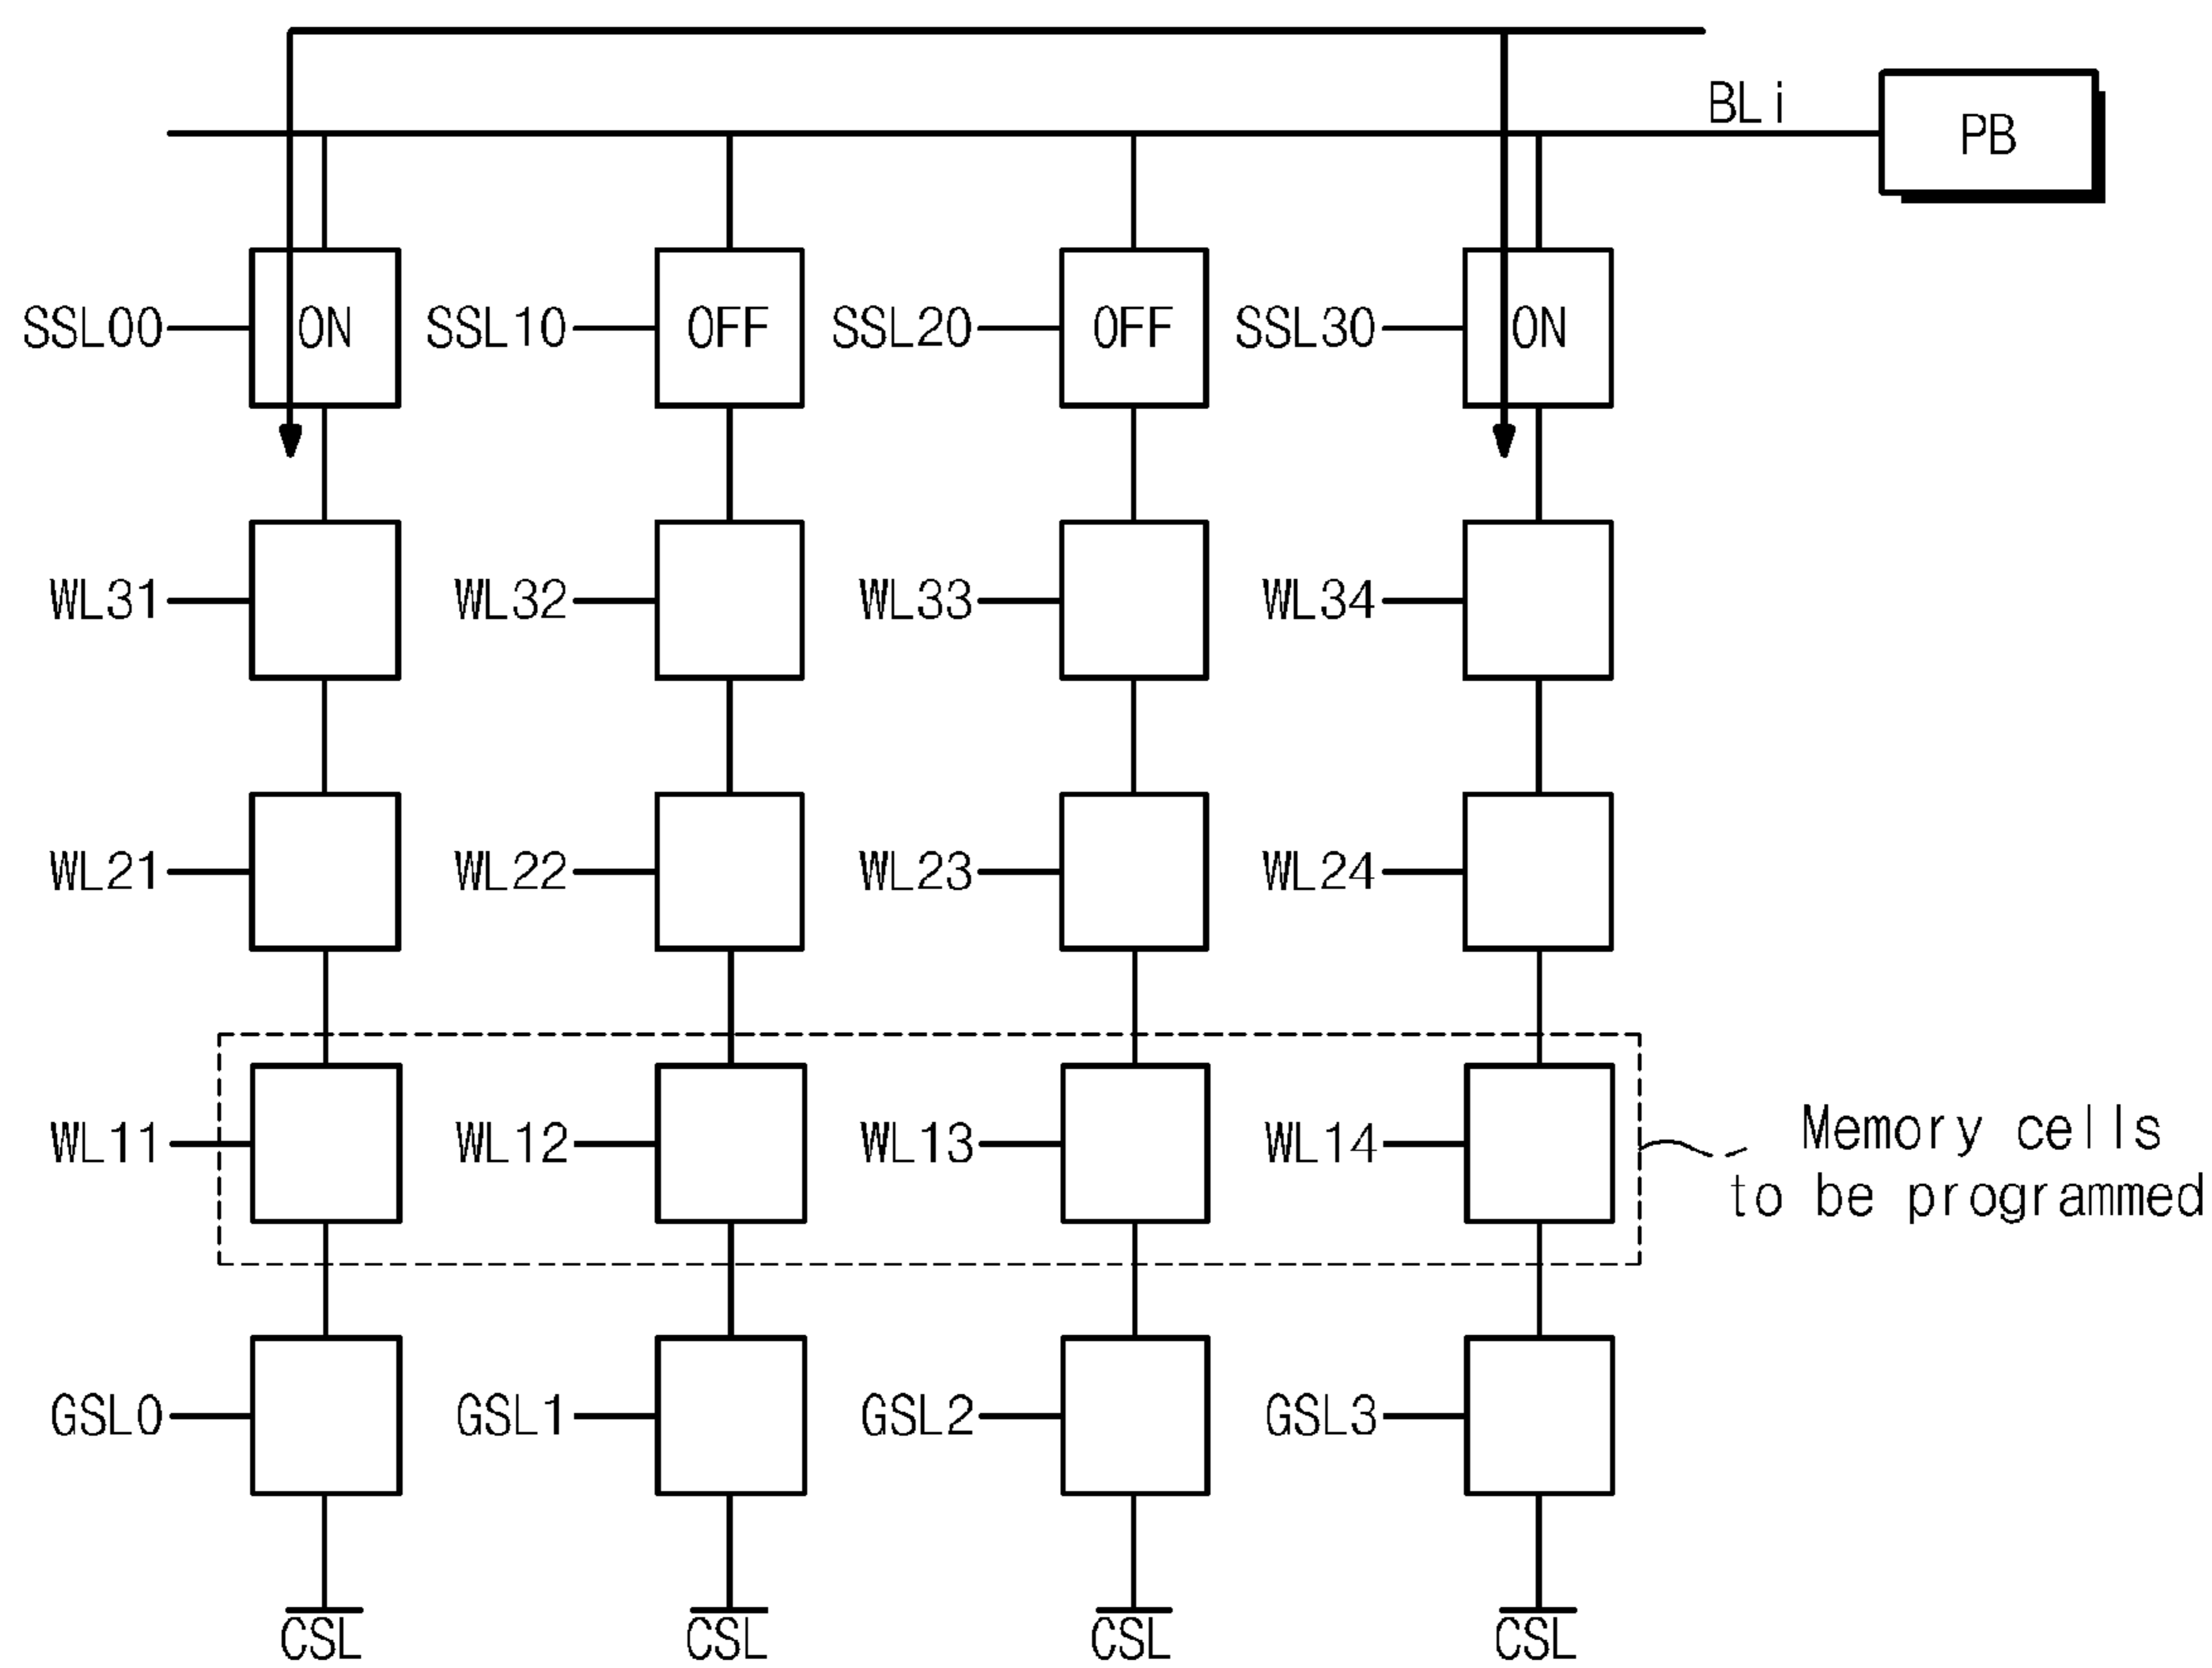 BLi
PB
SSL00 ON SSL10 OFF SSL20 OFF SSL30 ON
WL31 WL32 WL33 WL34
WL21 WL22 WL23 WL24
WL11 WL12 WL13 WL14
Memory cells
to be programmed
GSL0 GSL1 GSL2 GSL3
CSL CSL CSL CSL